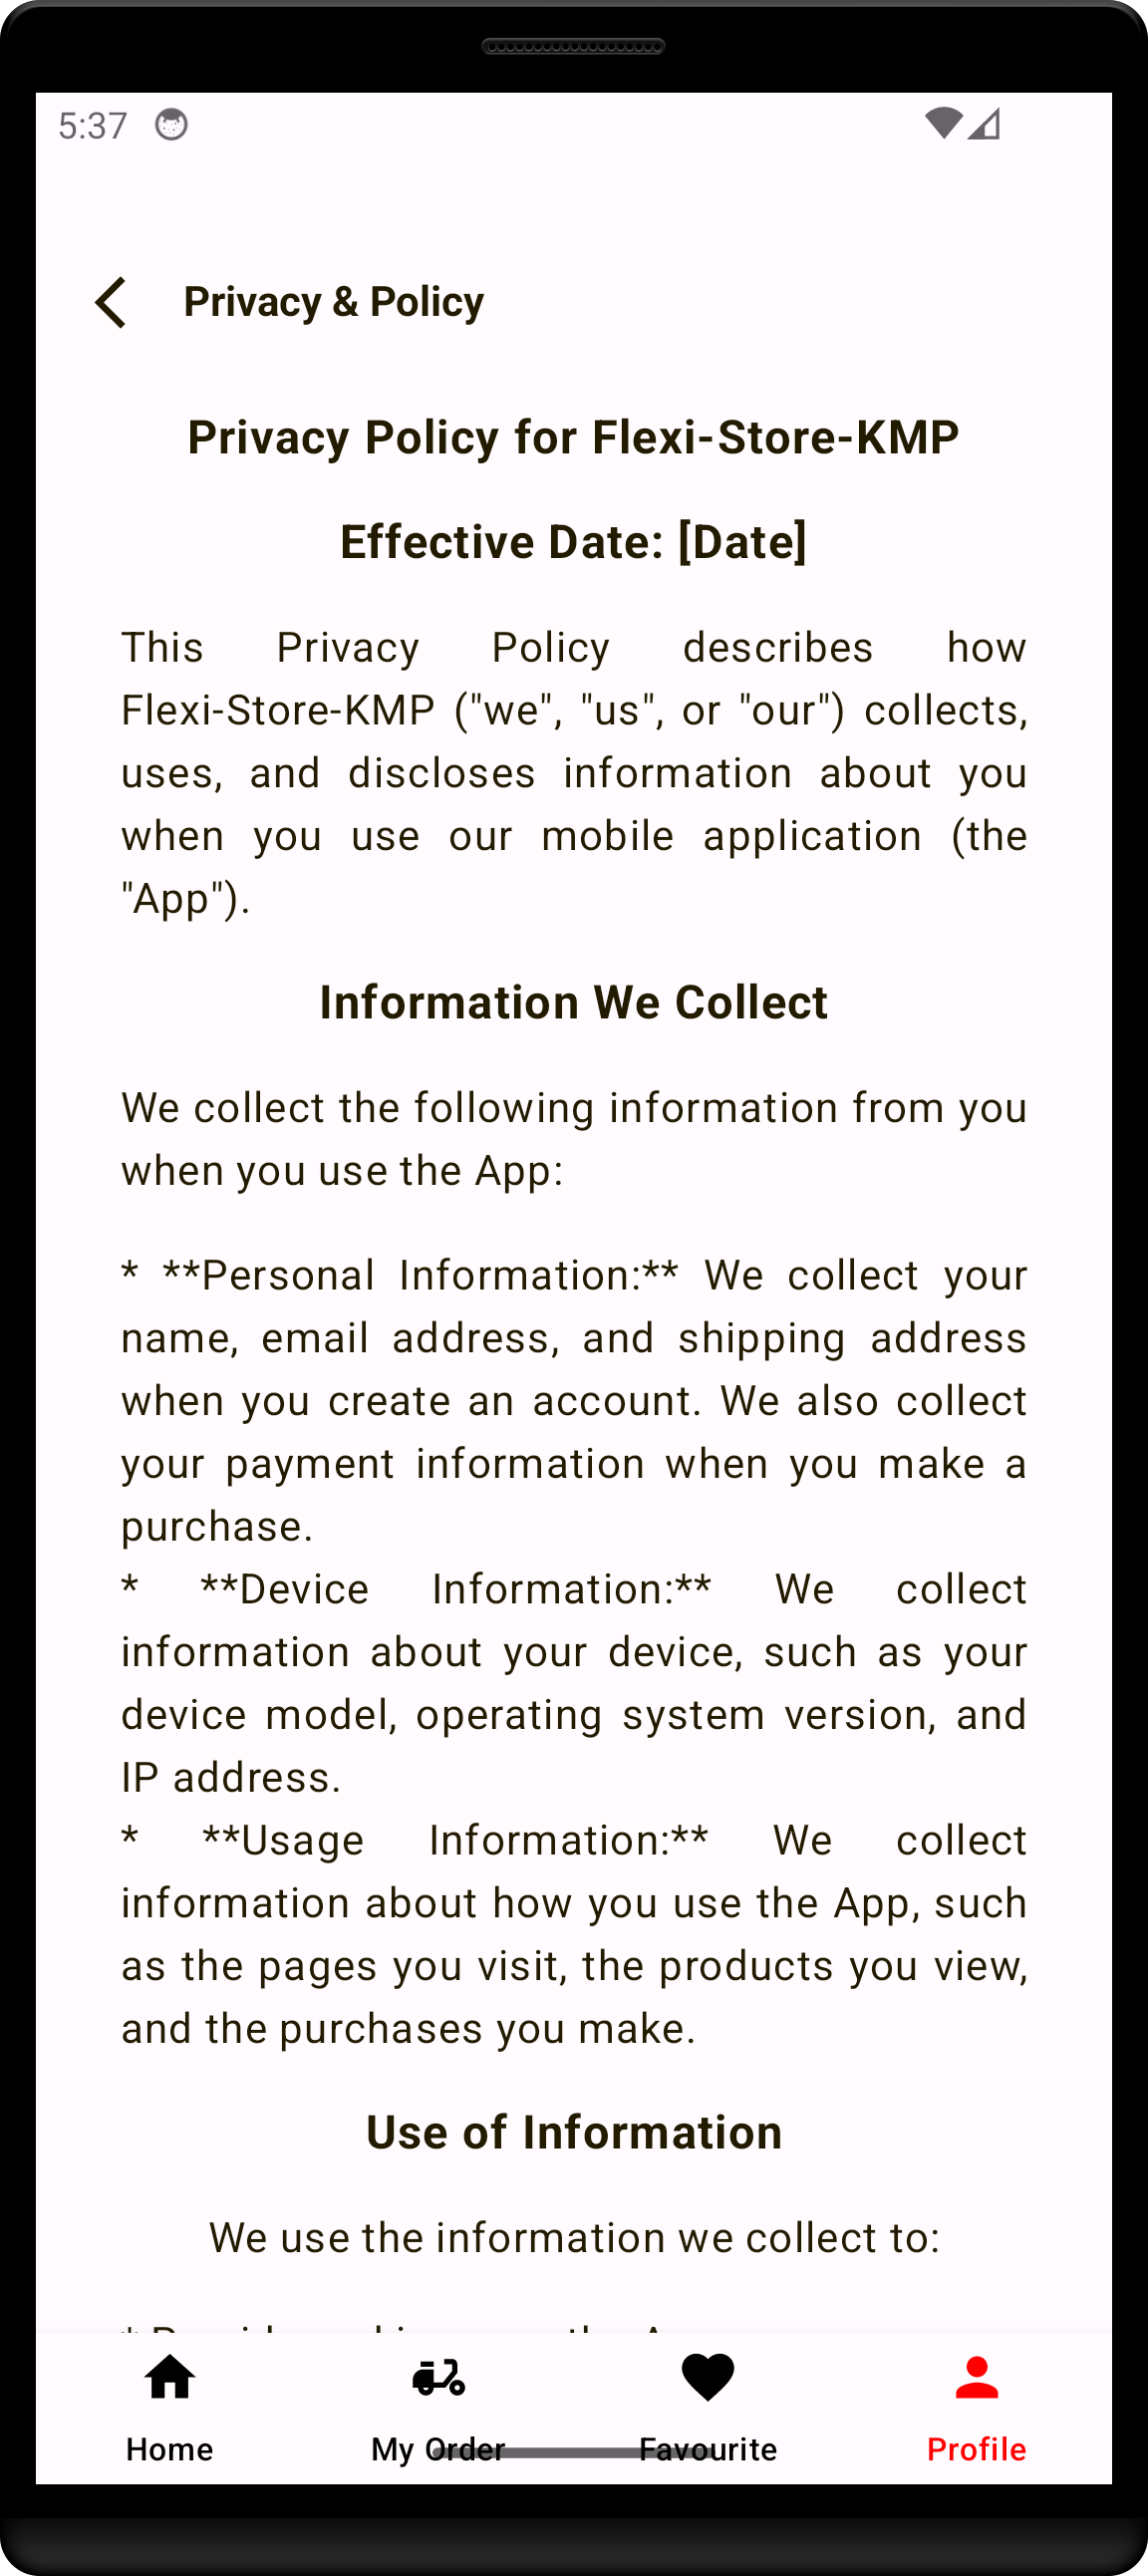 5:37
Privacy & Policy
Privacy Policy for Flexi-Store-KMP
Effective Date: [Date]
This Privacy Policy describes how
Flexi-Store-KMP ("we", "us", or "our") collects,
uses, and discloses information about you
when you use our mobile application (the
"App").
Information We Collect
We collect the following information from you
when you use the App:
* **Personal Information:** We collect your
name, email address, and shipping address
when you create an account. We also collect
your payment information when you make a
purchase.
* **Device Information:** We collect
information about your device, such as your
device model, operating system version, and
IP address.
* **Usage Information:** We collect
information about how you use the App, such
as the pages you visit, the products you view,
and the purchases you make.
Use of Information
We use the information we collect to:
Home
My Order
Favourite
Profile